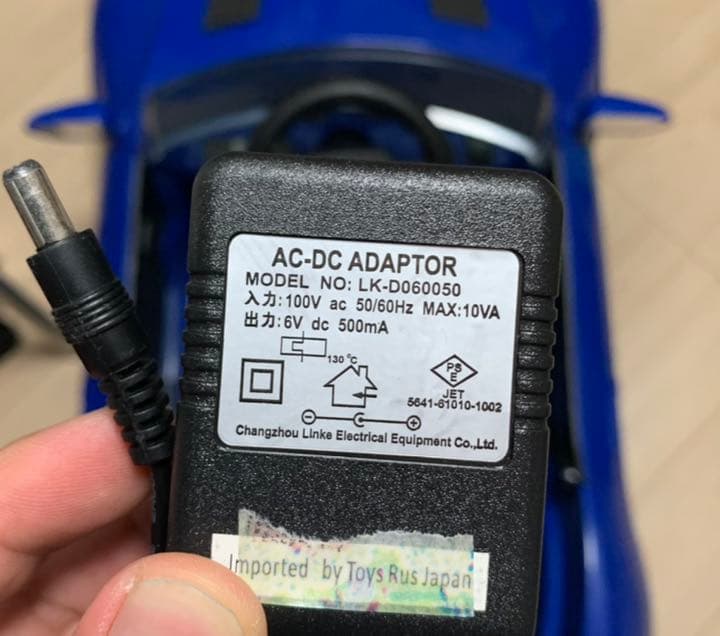 AC-DC ADAPTOR
MODEL NO: LK-D060050
入力:100V ac 50/60Hz MAX:10VA
出力:6V dc 500mA
130℃
PS
E
JET
5641-61010-1002
Changzhou Linke Electrical Equipment Co.,Ltd.
Imported by Toys Rus Japan